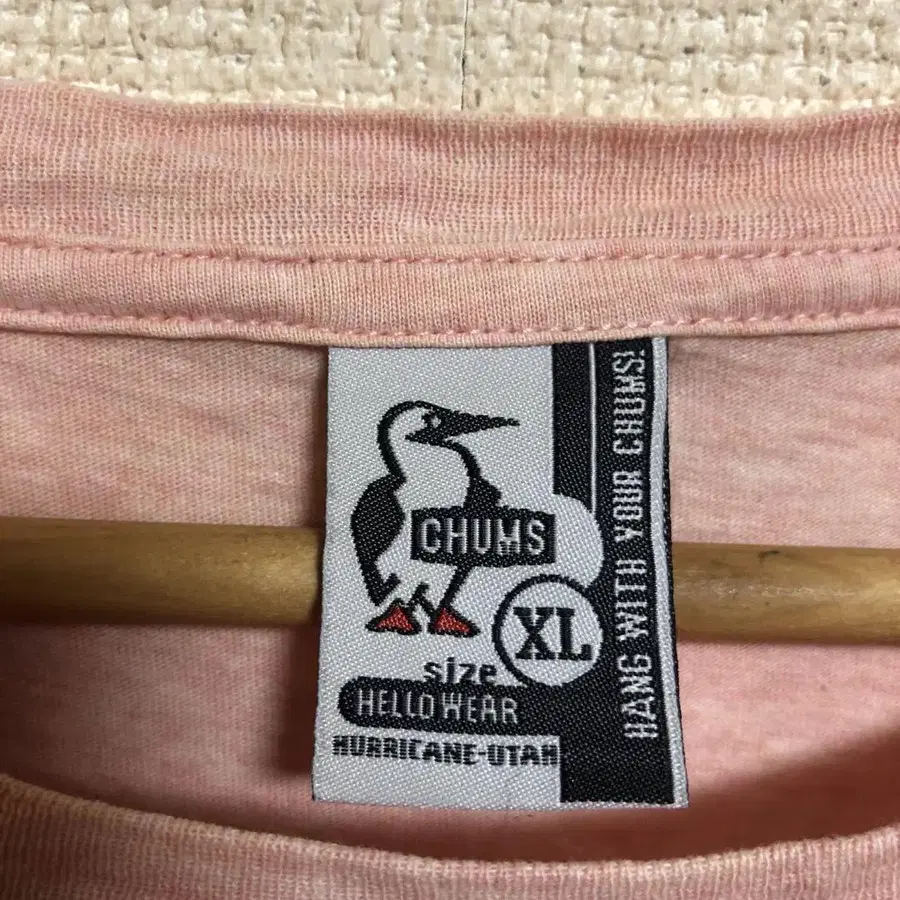 CHUMS
size XL
HELLO WEAR
HURRICANE-UTAH
HANG WITH YOUR CHUMS!